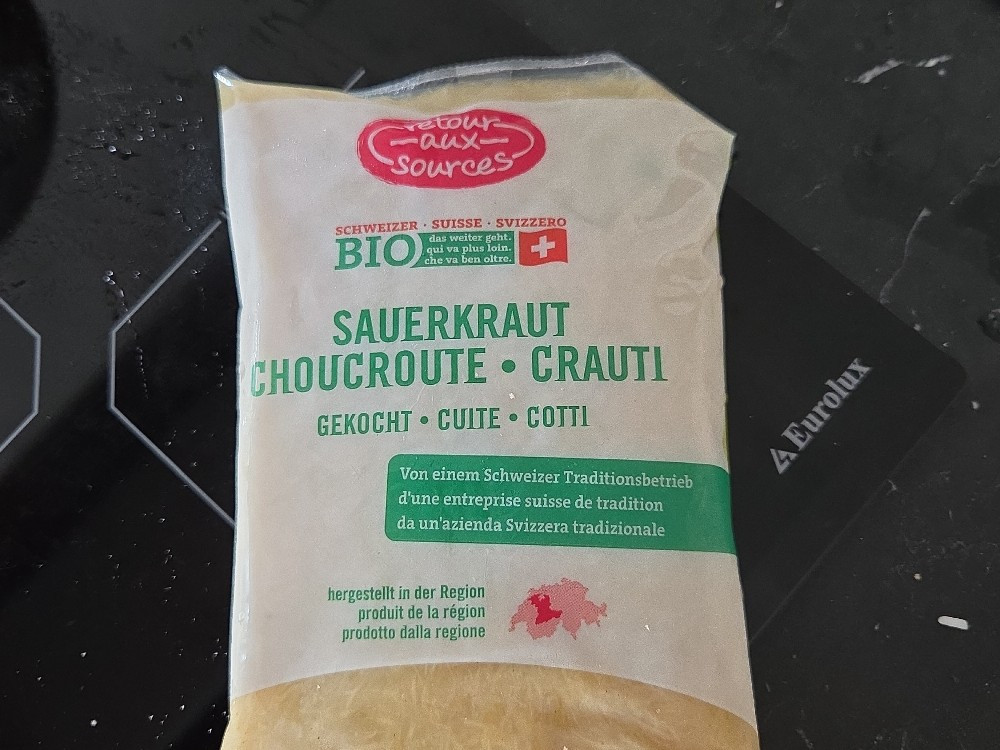 retour
aux
sources
SCHWEIZER · SUISSE · SVIZZERO
BIO
das weiter geht.
qui va plus loin.
che va ben oltre.
SAUERKRAUT
CHOUCROUTE • CRAUTI
GEKOCHT • CUITE • COTTI
Von einem Schweizer Traditionsbetrieb
d'une entreprise suisse de tradition
da un'azienda Svizzera tradizionale
hergestellt in der Region
produit de la région
prodotto dalla regione
Eurolux